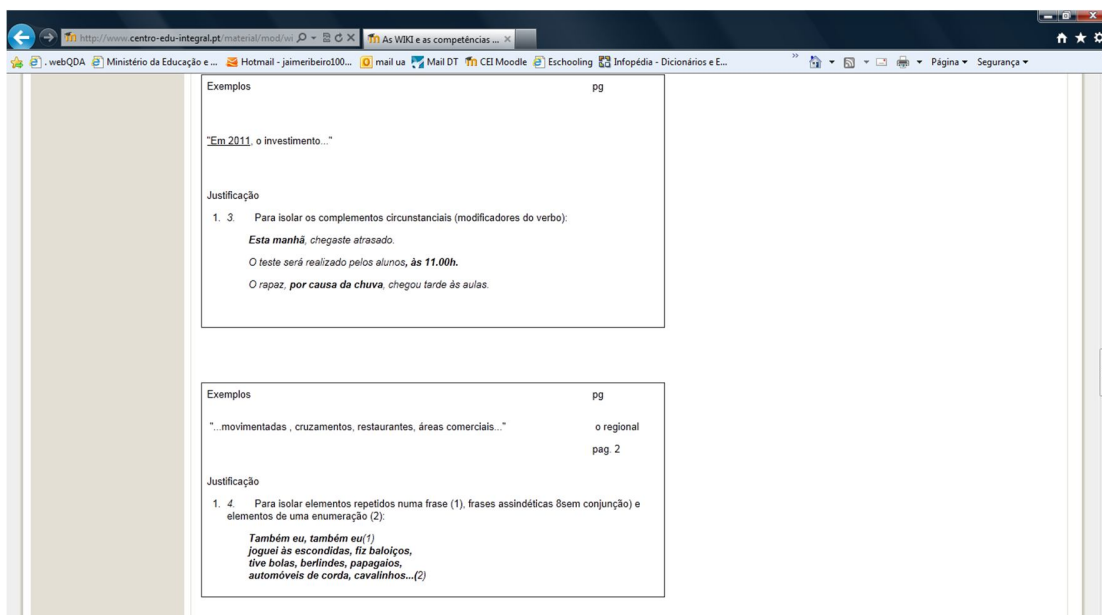 http://www.centro-edu-integral.pt/material/mod/wi
As WIKI e as competências ...
. webQDA Ministério da Educação e ... Hotmail - jaimeribeiro100... mail ua Mail DT CEI Moodle Eschooling Infopédia - Dicionários e E... » Página Segurança
Exemplos pg
"Em 2011, o investimento..."
Justificação
1. 3. Para isolar os complementos circunstanciais (modificadores do verbo):
Esta manhã, chegaste atrasado.
O teste será realizado pelos alunos, às 11.00h.
O rapaz, por causa da chuva, chegou tarde às aulas.
Exemplos pg
"...movimentadas , cruzamentos, restaurantes, áreas comerciais..." o regional
pag. 2
Justificação
1. 4. Para isolar elementos repetidos numa frase (1), frases assindéticas 8sem conjunção) e
elementos de uma enumeração (2):
Também eu, também eu(1)
joguei às escondidas, fiz baloiços,
tive bolas, berlindes, papagaios,
automóveis de corda, cavalinhos...(2)